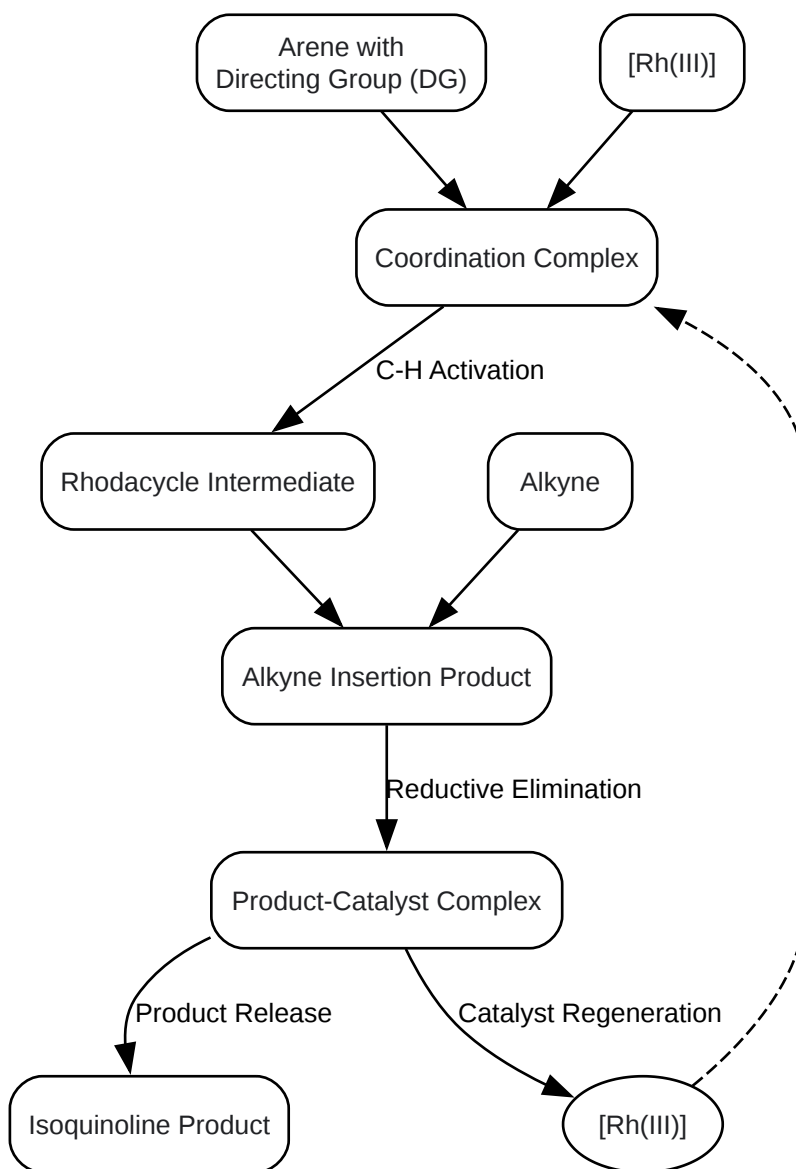 Arene with
Directing Group (DG)
[Rh(III)]
Coordination Complex
C-H Activation
Rhodacycle Intermediate
Alkyne
Alkyne Insertion Product
Reductive Elimination
Product-Catalyst Complex
Product Release
Catalyst Regeneration
Isoquinoline Product
[Rh(III)]